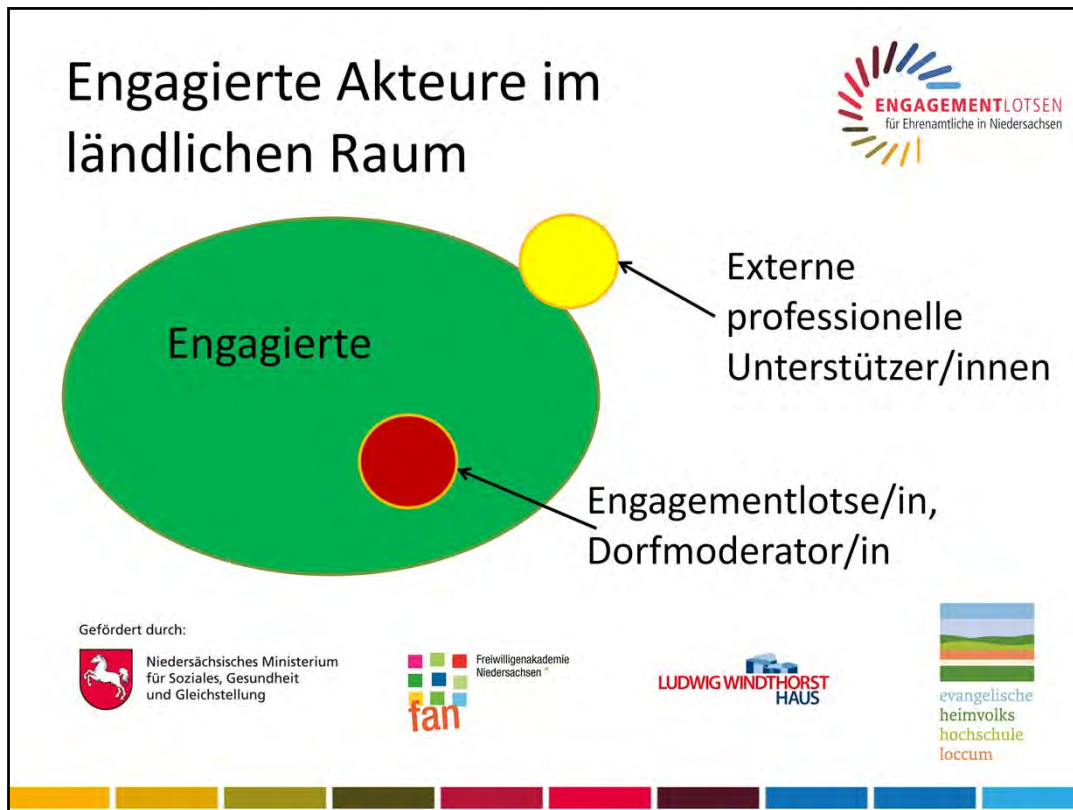 Engagierte Akteure im
ländlichen Raum
ENGAGEMENTLOTSEN
für Ehrenamtliche in Niedersachsen
Engagierte
Externe
professionelle
Unterstützer/innen
Engagementlotse/in,
Dorfmoderator/in
Gefördert durch:
Niedersächsisches Ministerium
für Soziales, Gesundheit
und Gleichstellung
Freiwilligenakademie
Niedersachsen
fan
LUDWIG WINDTHORST
HAUS
evangelische
heimvolks
hochschule
loccum